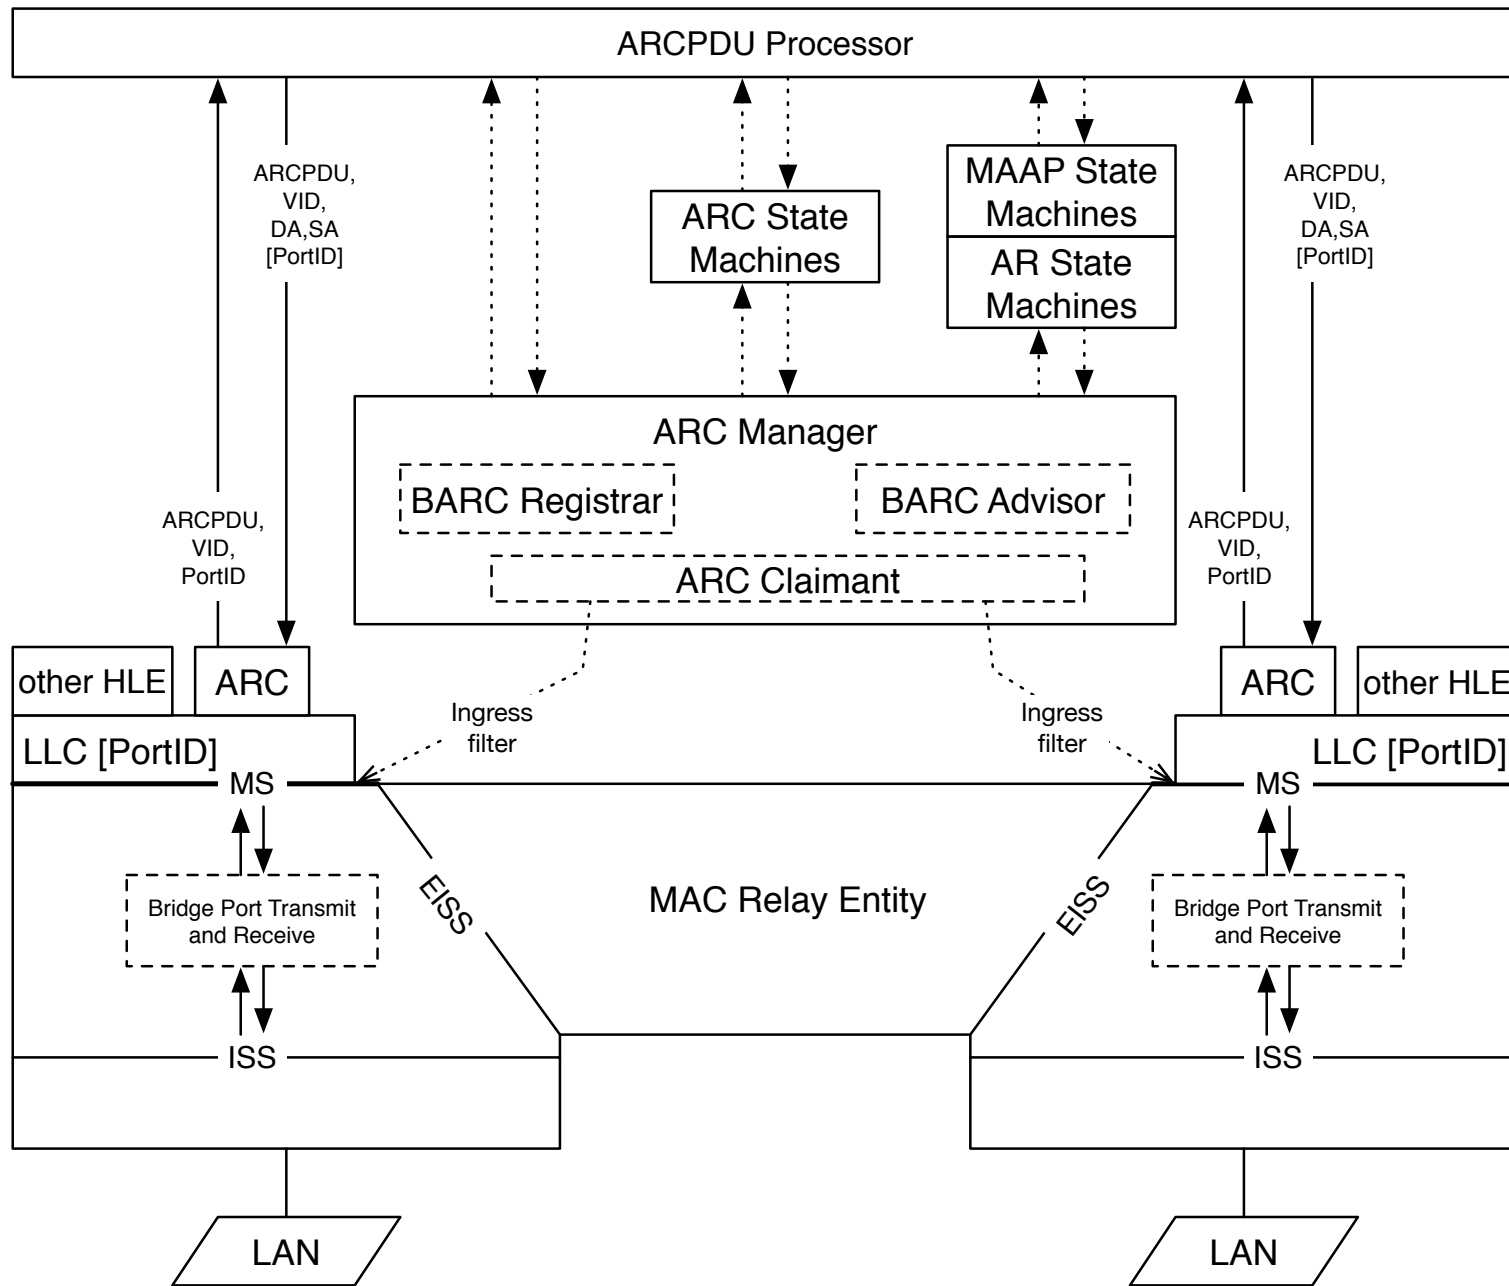 ARCPDU Processor
ARCPDU,
VID,
DA,SA
[PortID]
ARC State
Machines
MAAP State
Machines
AR State
Machines
ARCPDU,
VID,
DA,SA
[PortID]
ARC Manager
BARC Registrar
BARC Advisor
ARC Claimant
ARCPDU,
VID,
PortID
ARCPDU,
VID,
PortID
other HLE
ARC
ARC
other HLE
Ingress
filter
Ingress
filter
LLC [PortID]
LLC [PortID]
MS
MS
Bridge Port Transmit
and Receive
EISS
MAC Relay Entity
EISS
Bridge Port Transmit
and Receive
ISS
ISS
LAN
LAN